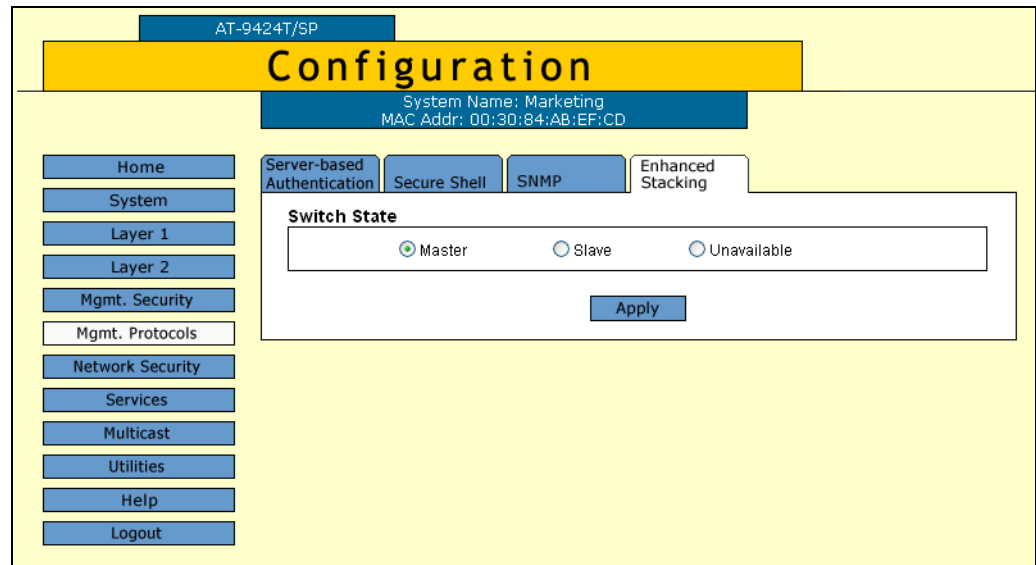 AT-9424T/SP
Configuration
System Name: Marketing
MAC Addr: 00:30:84:AB:EF:CD
Home
System
Layer 1
Layer 2
Mgmt. Security
Mgmt. Protocols
Network Security
Services
Multicast
Utilities
Help
Logout
Server-based
Authentication
Secure Shell
SNMP
Enhanced
Stacking
Switch State
Master Slave Unavailable
Apply